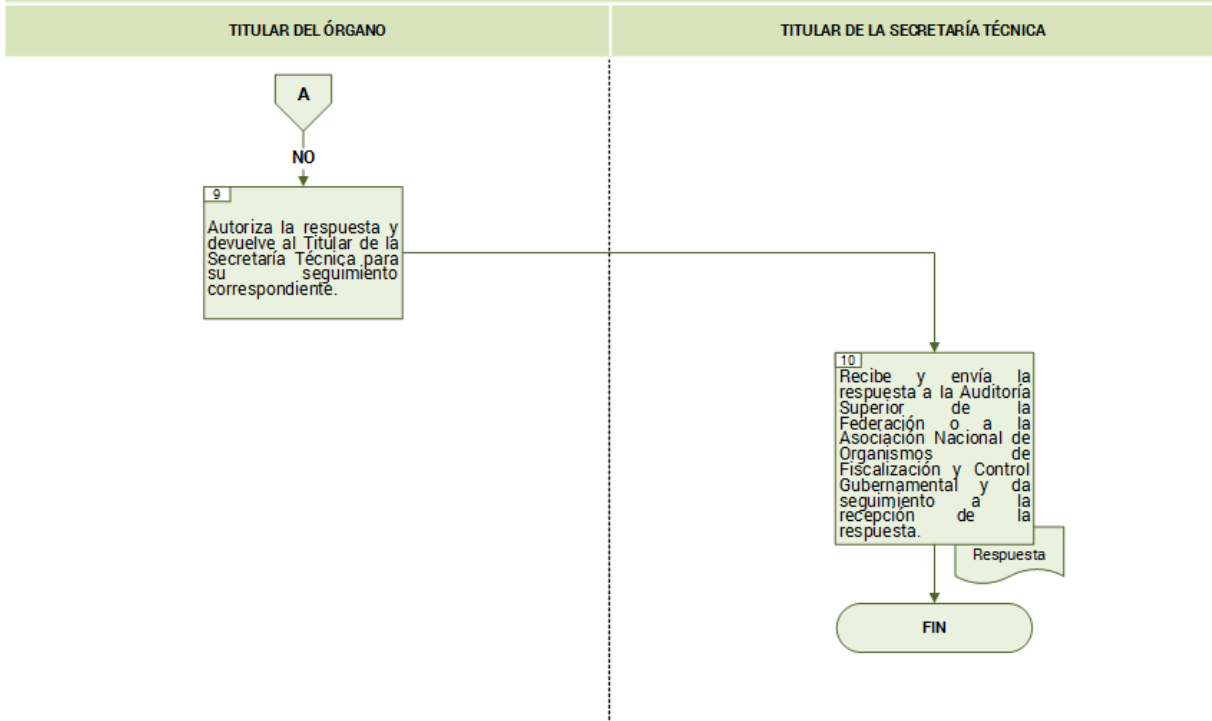 TITULAR DEL ÓRGANO
TITULAR DE LA SECRETARÍA TÉCNICA
A
NO
9
Autoriza la respuesta y
devuelve al Titular de la
Secretaría Técnica para
su seguimiento
correspondiente.
10
Recibe y envía la
respuesta a la Auditoría
Superior de la
Federación o a la
Asociación Nacional de
Organismos de
Fiscalización y Control
Gubernamental y da
seguimiento a la
recepción de la
respuesta.
Respuesta
FIN